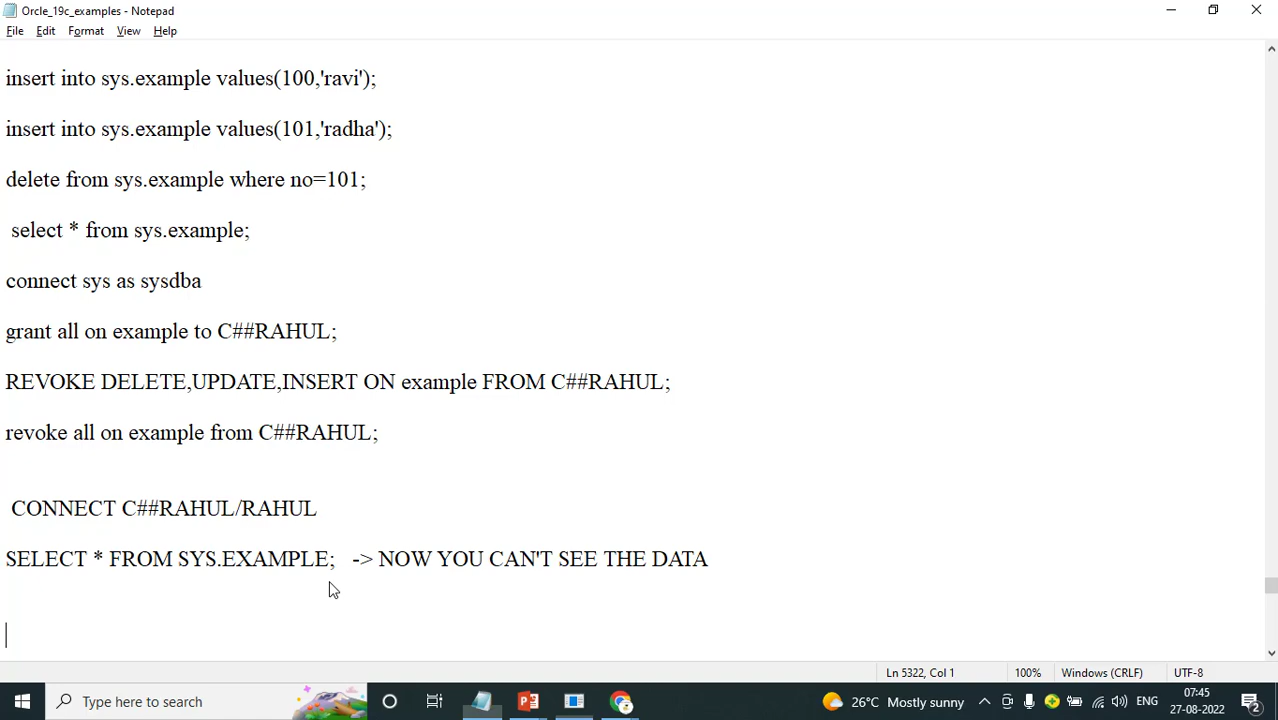 Orcle_19c_examples - Notepad
File Edit Format View Help
insert into sys.example values(100,'ravi');
insert into sys.example values(101,'radha');
delete from sys.example where no=101;
select * from sys.example;
connect sys as sysdba
grant all on example to C##RAHUL;
REVOKE DELETE,UPDATE,INSERT ON example FROM C##RAHUL;
revoke all on example from C##RAHUL;
CONNECT C##RAHUL/RAHUL
SELECT * FROM SYS.EXAMPLE; -> NOW YOU CAN'T SEE THE DATA
Ln 5322, Col 1 100% Windows (CRLF) UTF-8
Type here to search 26°C Mostly sunny ENG 07:45
27-08-2022 2